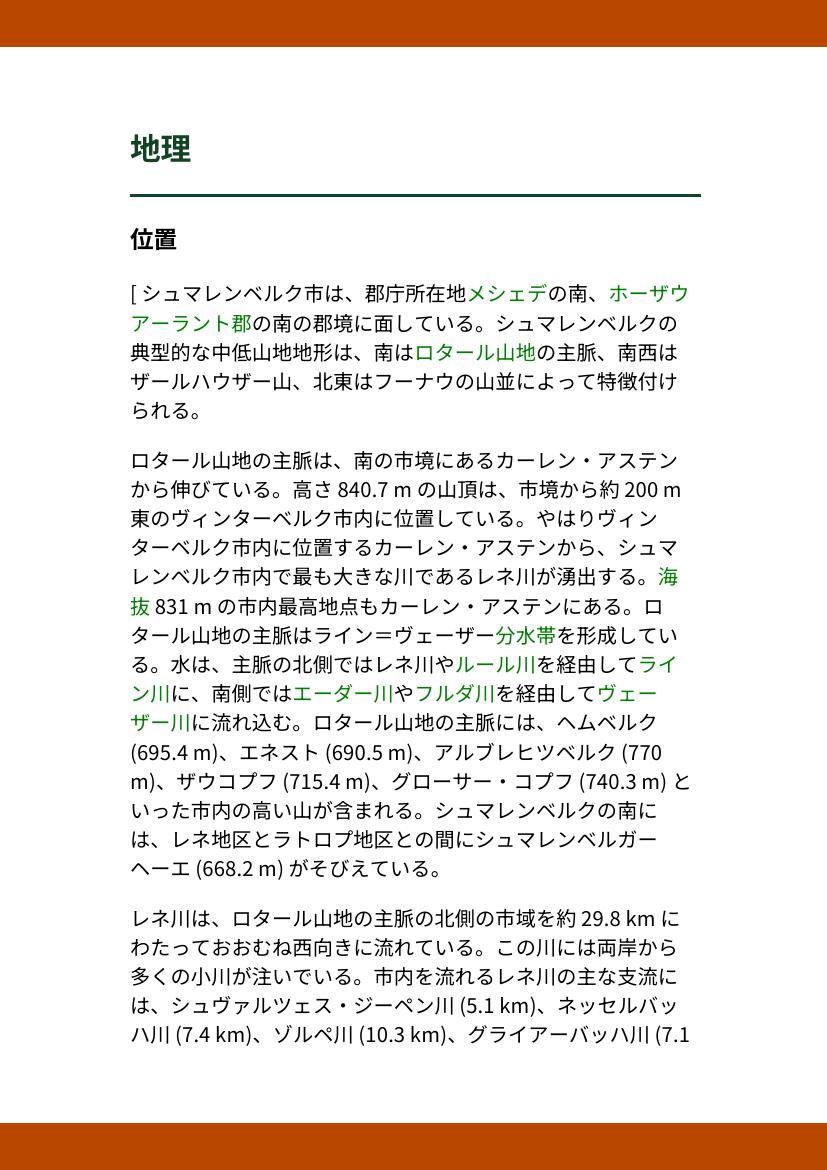 地理
位置
[ シュマレンベルク市は、郡庁所在地メシェデの南、ホーザウ
アーラント郡の南の郡境に面している。シュマレンベルクの
典型的な中低山地地形は、南はロタール山地の主脈、南西は
ザールハウザー山、北東はフーナウの山並によって特徴付け
られる。
ロタール山地の主脈は、南の市境にあるカーレン・アステン
から伸びている。高さ 840.7 m の山頂は、市境から約 200 m
東のヴィンターベルク市内に位置している。やはりヴィン
ターベルク市内に位置するカーレン・アステンから、シュマ
レンベルク市内で最も大きな川であるレネ川が湧出する。海
抜 831 m の市内最高地点もカーレン・アステンにある。ロ
タール山地の主脈はライン＝ヴェーザー分水帯を形成してい
る。水は、主脈の北側ではレネ川やルール川を経由してライ
ン川に、南側ではエーダー川やフルダ川を経由してヴェー
ザー川に流れ込む。ロタール山地の主脈には、ヘムベルク
(695.4 m)、エネスト (690.5 m)、アルブレヒツベルク (770
m)、ザウコプフ (715.4 m)、グローサー・コプフ (740.3 m) と
いった市内の高い山が含まれる。シュマレンベルクの南に
は、レネ地区とラトロプ地区との間にシュマレンベルガー
ヘーエ (668.2 m) がそびえている。
レネ川は、ロタール山地の主脈の北側の市域を約 29.8 km に
わたっておおむね西向きに流れている。この川には両岸から
多くの小川が注いでいる。市内を流れるレネ川の主な支流に
は、シュヴァルツェス・ジーペン川 (5.1 km)、ネッセルバッ
ハ川 (7.4 km)、ゾルペ川 (10.3 km)、グライアーバッハ川 (7.1